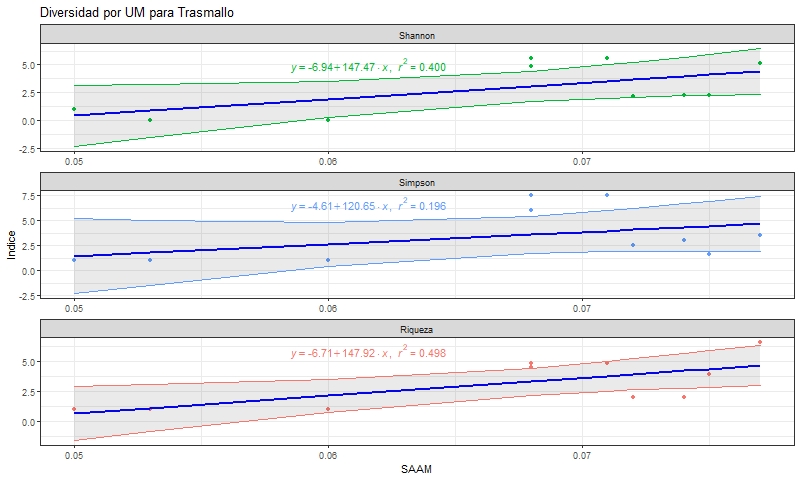 Diversidad por UM para Trasmallo
Shannon
y = -6.94+147.47 · x, r² = 0.400
5.0
2.5
0.0
-2.5
0.05 0.06 0.07
Simpson
y = -4.61+120.65 · x, r² = 0.196
7.5
5.0
2.5
0.0
-2.5
0.05 0.06 0.07
Indice
Riqueza
y = -6.71+147.92 · x, r² = 0.498
5.0
2.5
0.0
0.05 0.06 0.07
SAAM